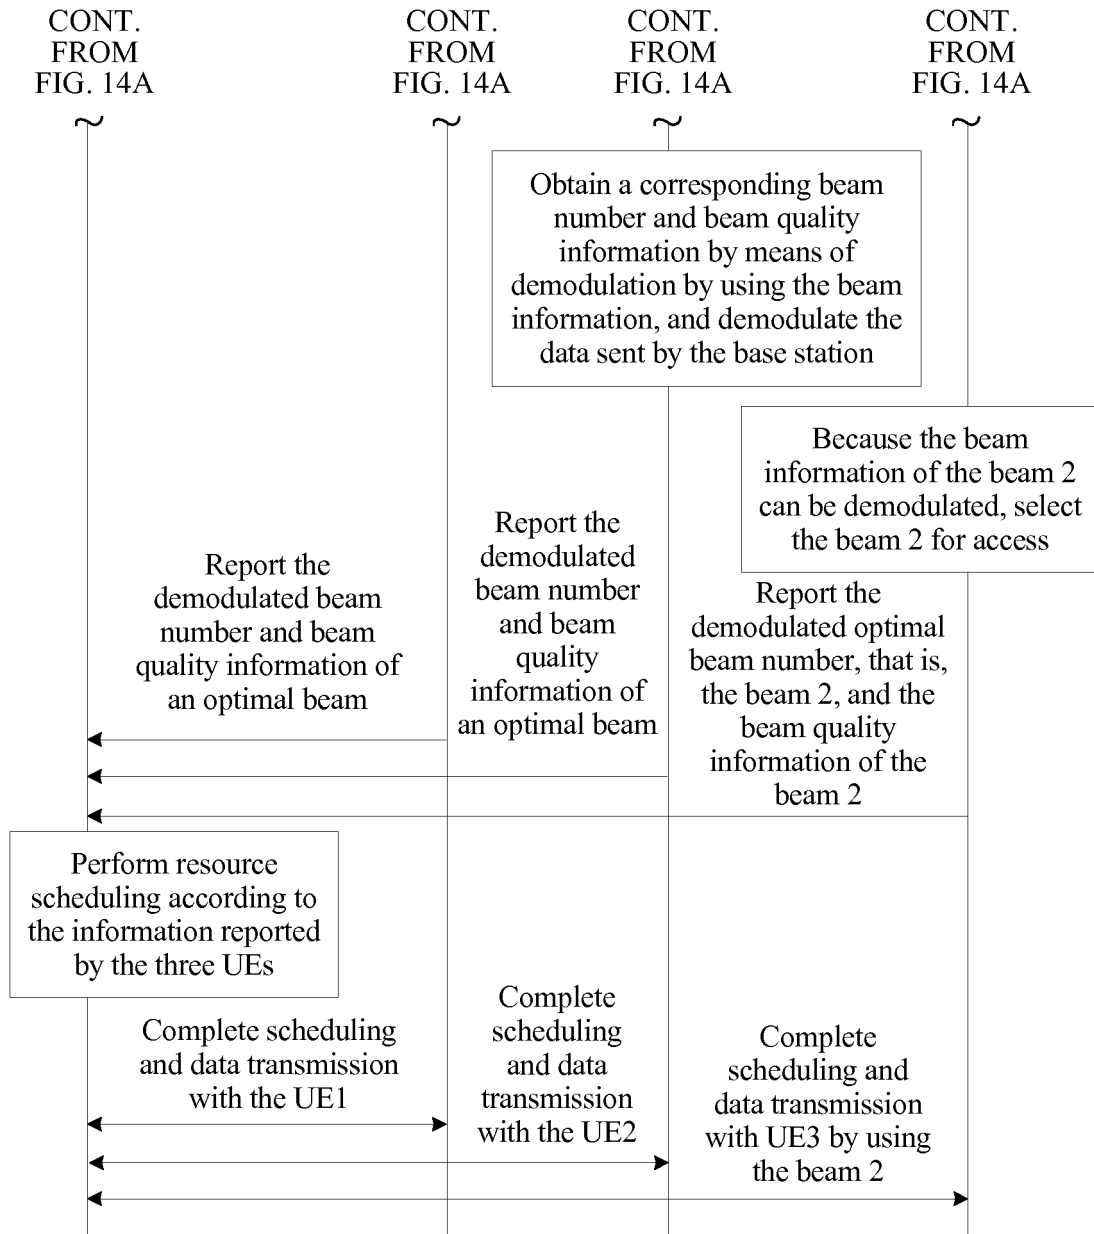 CONT.
FROM
FIG. 14A
CONT.
FROM
FIG. 14A
CONT.
FROM
FIG. 14A
CONT.
FROM
FIG. 14A
Obtain a corresponding beam
number and beam quality
information by means of
demodulation by using the beam
information, and demodulate the
data sent by the base station
Because the beam
information of the beam 2
can be demodulated, select
the beam 2 for access
Report the
demodulated beam
number and beam
quality information of
an optimal beam
Report the
demodulated
beam number
and beam
quality
information of
an optimal beam
Report the
demodulated optimal
beam number, that is,
the beam 2, and the
beam quality
information of the
beam 2
Perform resource
scheduling according to
the information reported
by the three UEs
Complete scheduling
and data transmission
with the UE1
Complete
scheduling
and data
transmission
with the UE2
Complete
scheduling and
data transmission
with UE3 by using
the beam 2